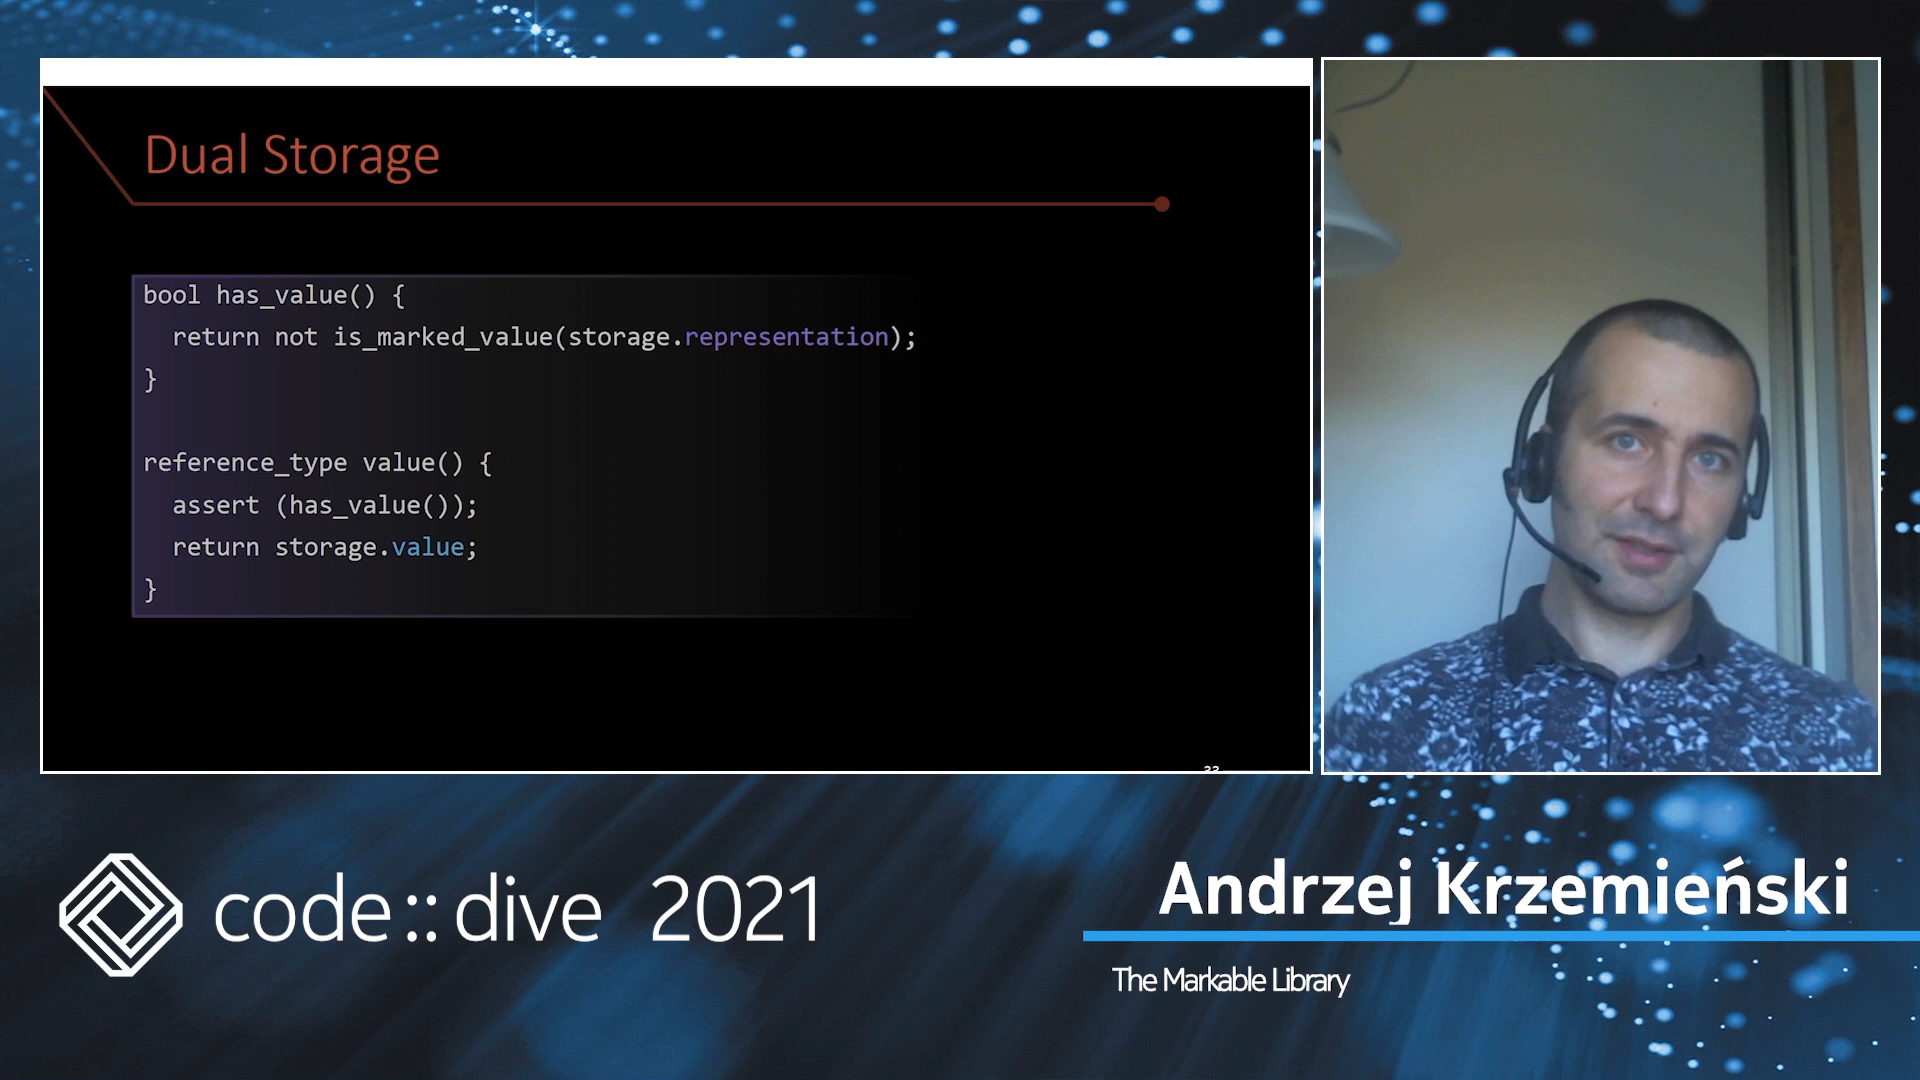 Dual Storage
bool has_value() {
return not is_marked_value(storage.representation);
}
reference_type value() {
assert (has_value());
return storage.value;
}
code::dive 2021
Andrzej Krzemieński
The Markable Library